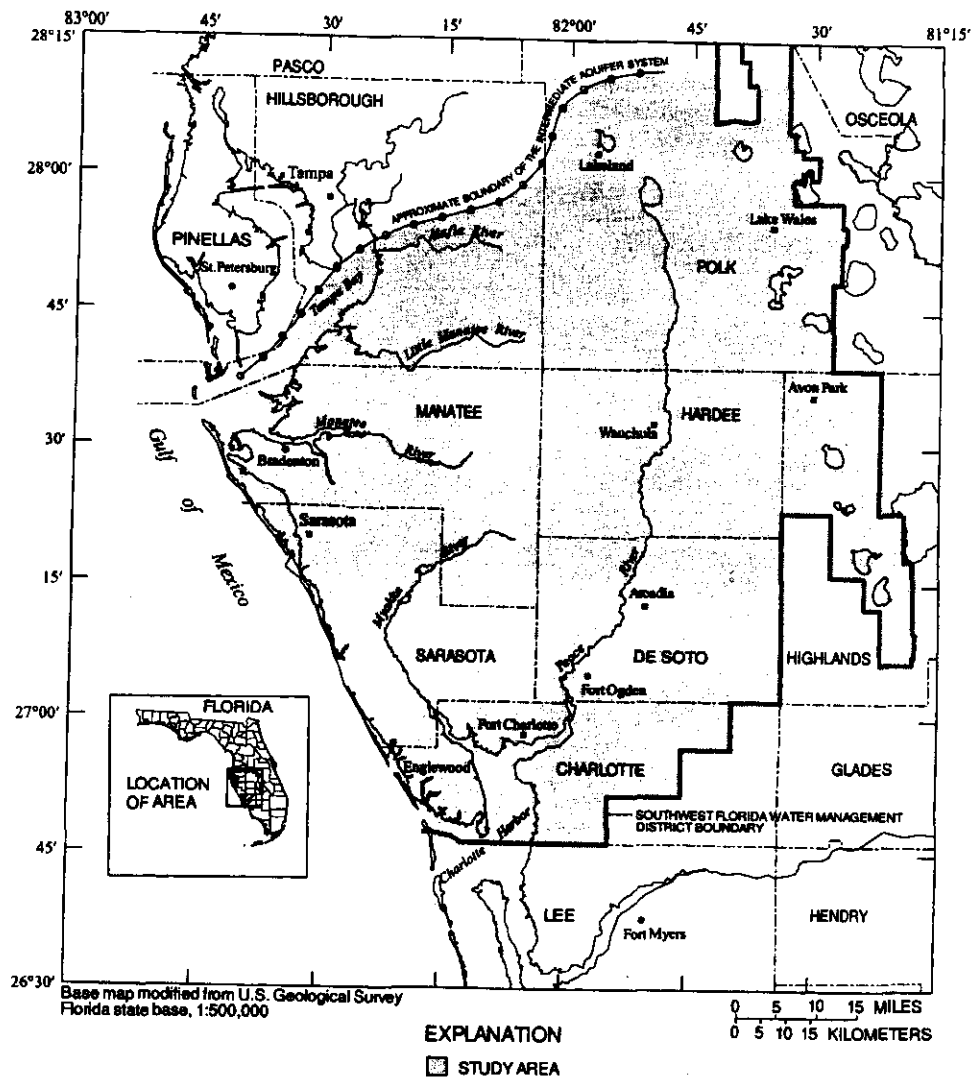 83°00′ 45′ 30′ 15′ 82°00′ 45′ 30′ 81°15′
28°15′
PASCO
HILLSBOROUGH
OSCEOLA
APPROXIMATE BOUNDARY OF THE INTERMEDIATE AQUIFER SYSTEM
28°00′
Lakeland
Tampa
Lake Wales
Alafia River
PINELLAS
POLK
St. Petersburg
Tampa Bay
45′
Little Manatee River
Avon Park
MANATEE
HARDEE
30′
Gulf of Mexico
Manatee River
Wauchula
Bradenton
Sarasota
15′
Myakka River
Peace River
Arcadia
SARASOTA
DE SOTO
HIGHLANDS
Fort Ogden
27°00′
Port Charlotte
FLORIDA
LOCATION
OF AREA
Englewood
CHARLOTTE
GLADES
SOUTHWEST FLORIDA WATER MANAGEMENT
DISTRICT BOUNDARY
45′
Charlotte Harbor
LEE
HENDRY
Fort Myers
26°30′
Base map modified from U.S. Geological Survey
Florida state base, 1:500,000
0 5 10 15 MILES
0 5 10 15 KILOMETERS
EXPLANATION
STUDY AREA